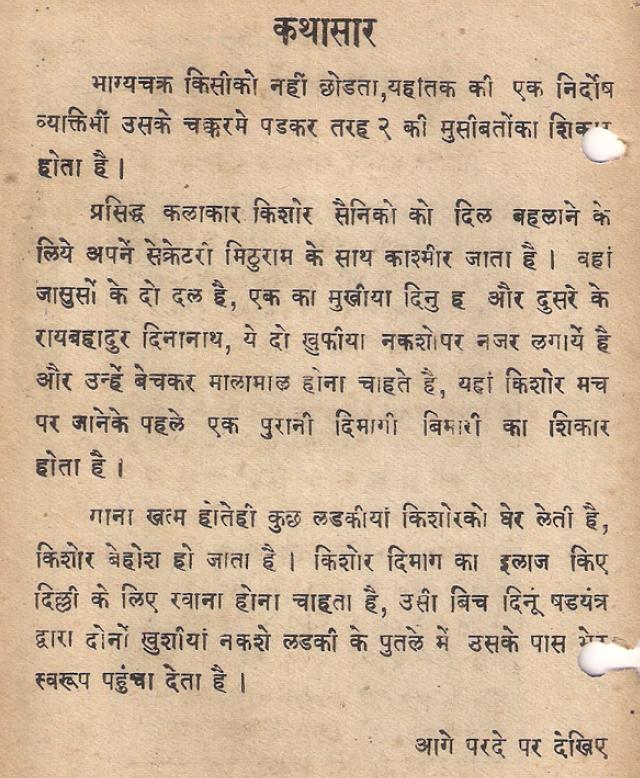 कथासार
भाग्यचक्र किसीको नहीं छोडता,यहांतक की एक निर्दोष
व्याक्तिभीं उसके चक्करमे पडकर तरह २ की मुसीबतोंका शिकार
होता है ।
प्रसिद्ध कलाकार किशोर सैनिको को दिल बहलाने के
लिये अपनें सेक्रेटरी मिठुराम के साथ काश्मीर जाता है । वहां
जासुसों के दो दल है, एक का मुखीया दिनु ह और दुसरे के
रायबहादुर दिनानाथ, ये दो खुफीया नकशोपर नजर लगायें है
और उन्हें बेचकर मालामाल होना चाहते है, यहां किशोर मच
पर जानेके पहले एक पुरानी दिमागी बिमारी का शिकार
होता है ।
गाना खत्म होतेही कुछ लडकीयां किशोरको घेर लेती है,
किशोर बेहोश हो जाता है । किशोर दिमाग का इलाज किए
दिल्ली के लिए रवाना होना चाहता है, उसी बिच दिनूं षडयंत्र
द्वारा दोनों खुशीयां नकशे लडकी के पुतले में उसके पास
स्वरूप पहुंचा देता है ।
आगे परदे पर देखिए